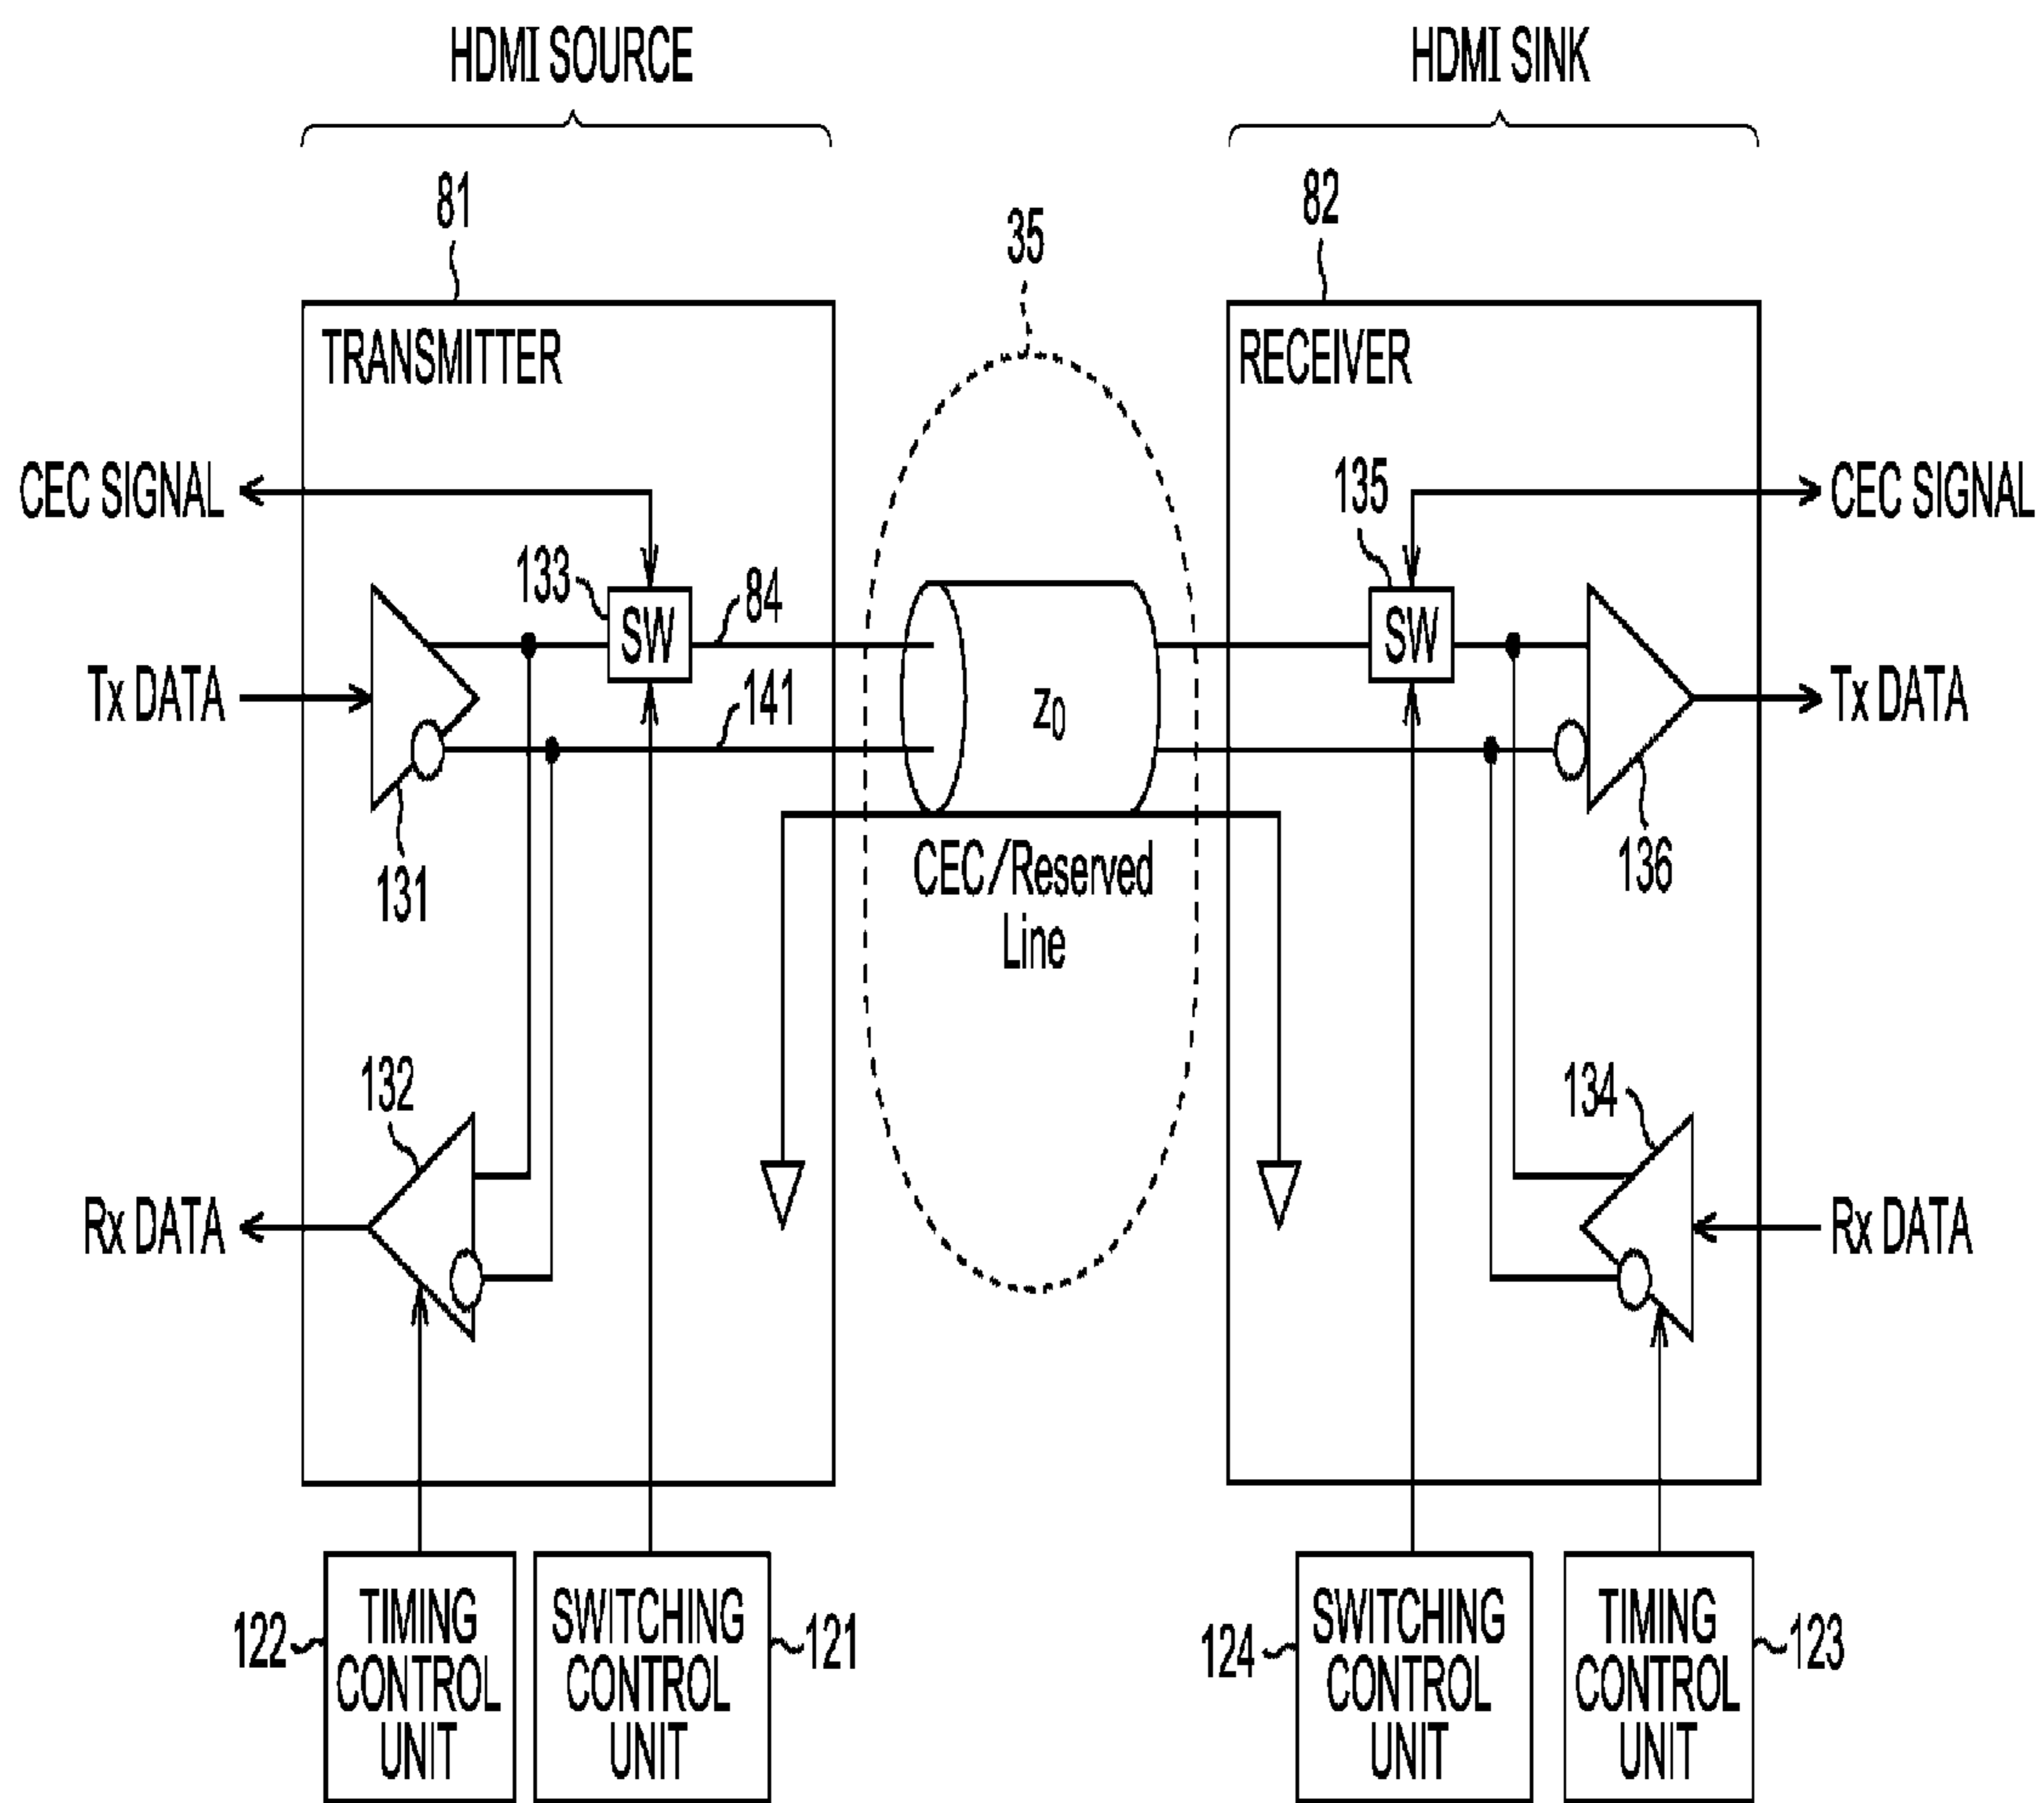 HDMI SOURCE
HDMI SINK
81
82
35
TRANSMITTER
RECEIVER
CEC SIGNAL
CEC SIGNAL
133
135
SW
84
SW
Tx DATA
141
Z0
Tx DATA
131
136
CEC/Reserved
Line
132
134
Rx DATA
Rx DATA
122
TIMING
CONTROL
UNIT
SWITCHING
CONTROL
UNIT
121
124
SWITCHING
CONTROL
UNIT
TIMING
CONTROL
UNIT
123